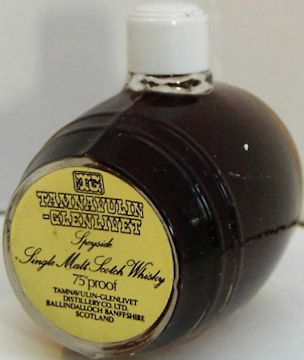 TG
TAMNAVULIN
-GLENLIVET
Speyside
Single Malt Scotch Whisky
75°proof
TAMNAVULIN-GLENLIVET
DISTILLERY CO. LTD.
BALLINDALLOCH BANFFSHIRE
SCOTLAND